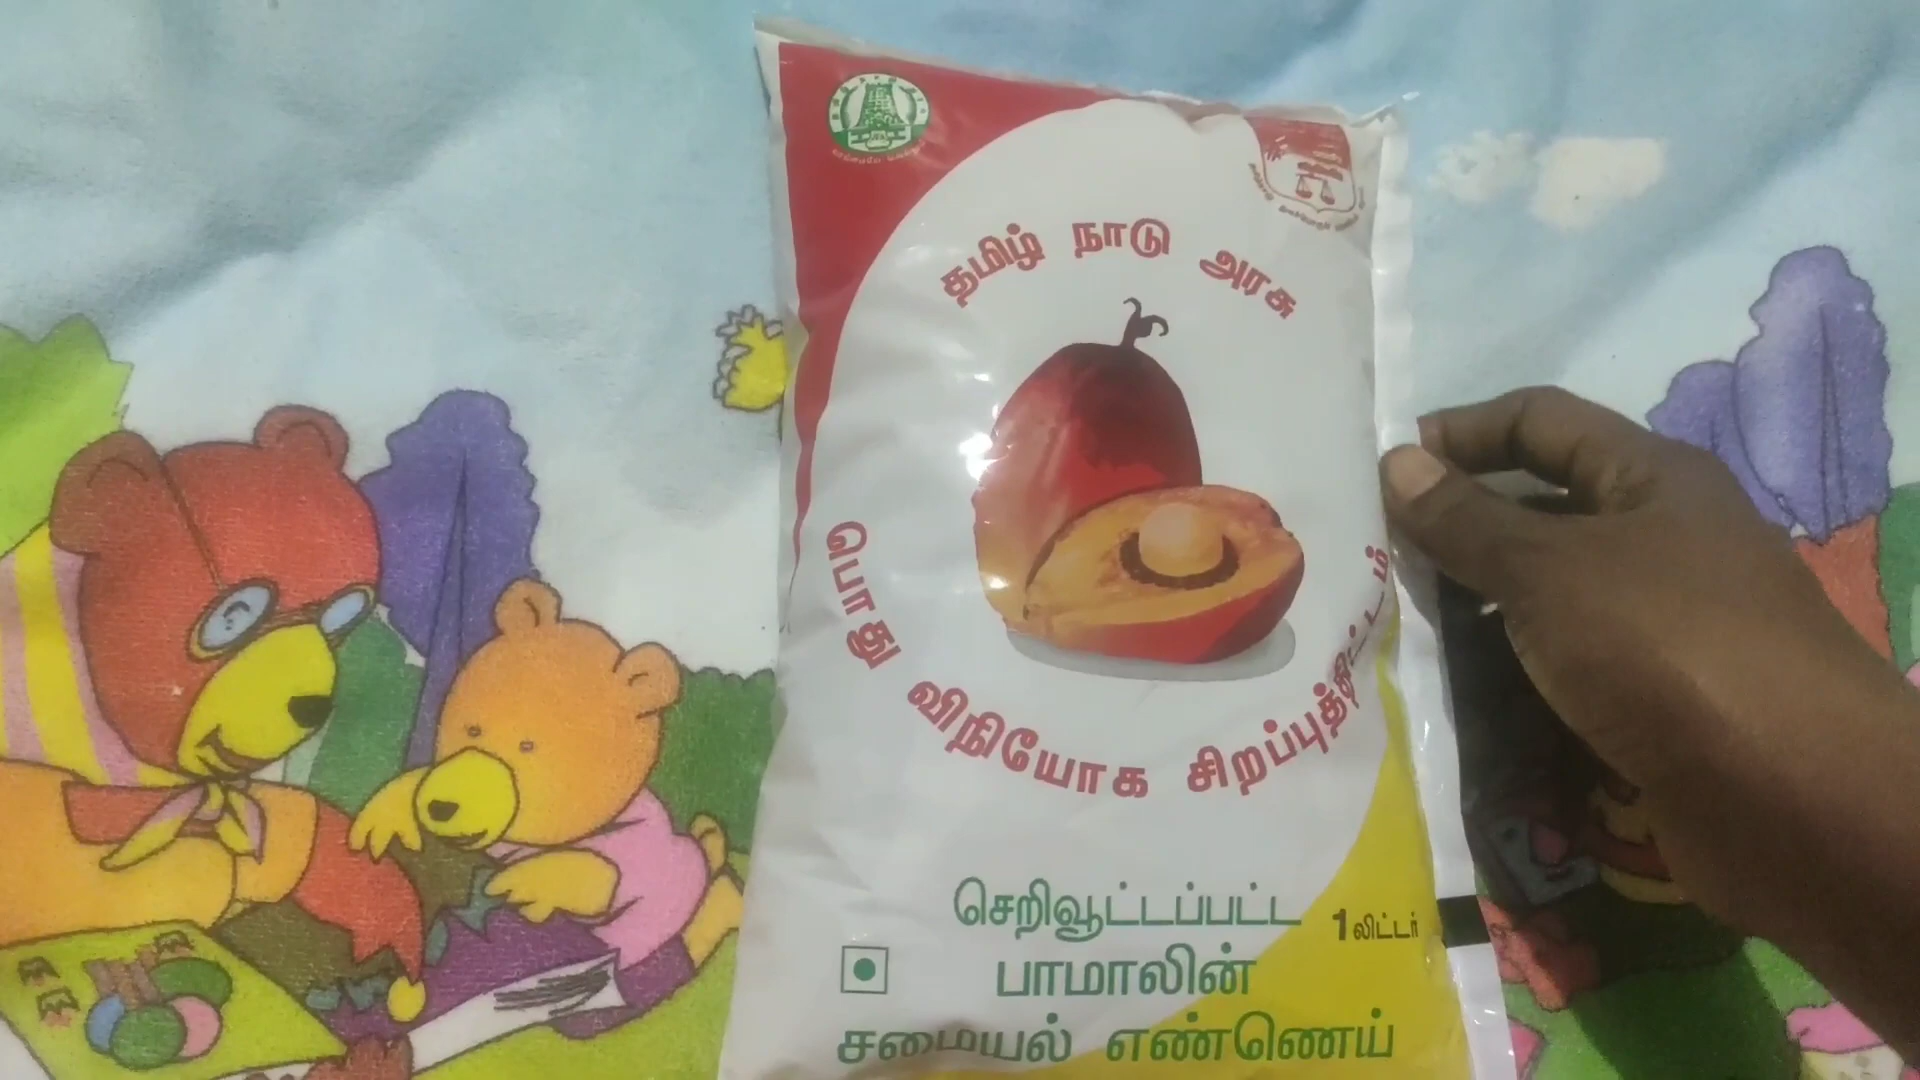 தமிழ் நாடு அரசு
பொது விநியோக சிறப்புத்திட்டம்
செறிவூட்டப்பட்ட
1லிட்டர்
பாமாலின்
சமையல் எண்ணெய்